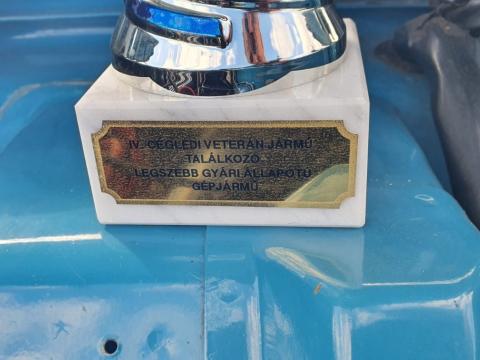 IV. CEGLÉDI VETERÁN JÁRMŰ
TALÁLKOZÓ
LEGSZEBB GYÁRI ÁLLAPOTÚ
GÉPJÁRMŰ